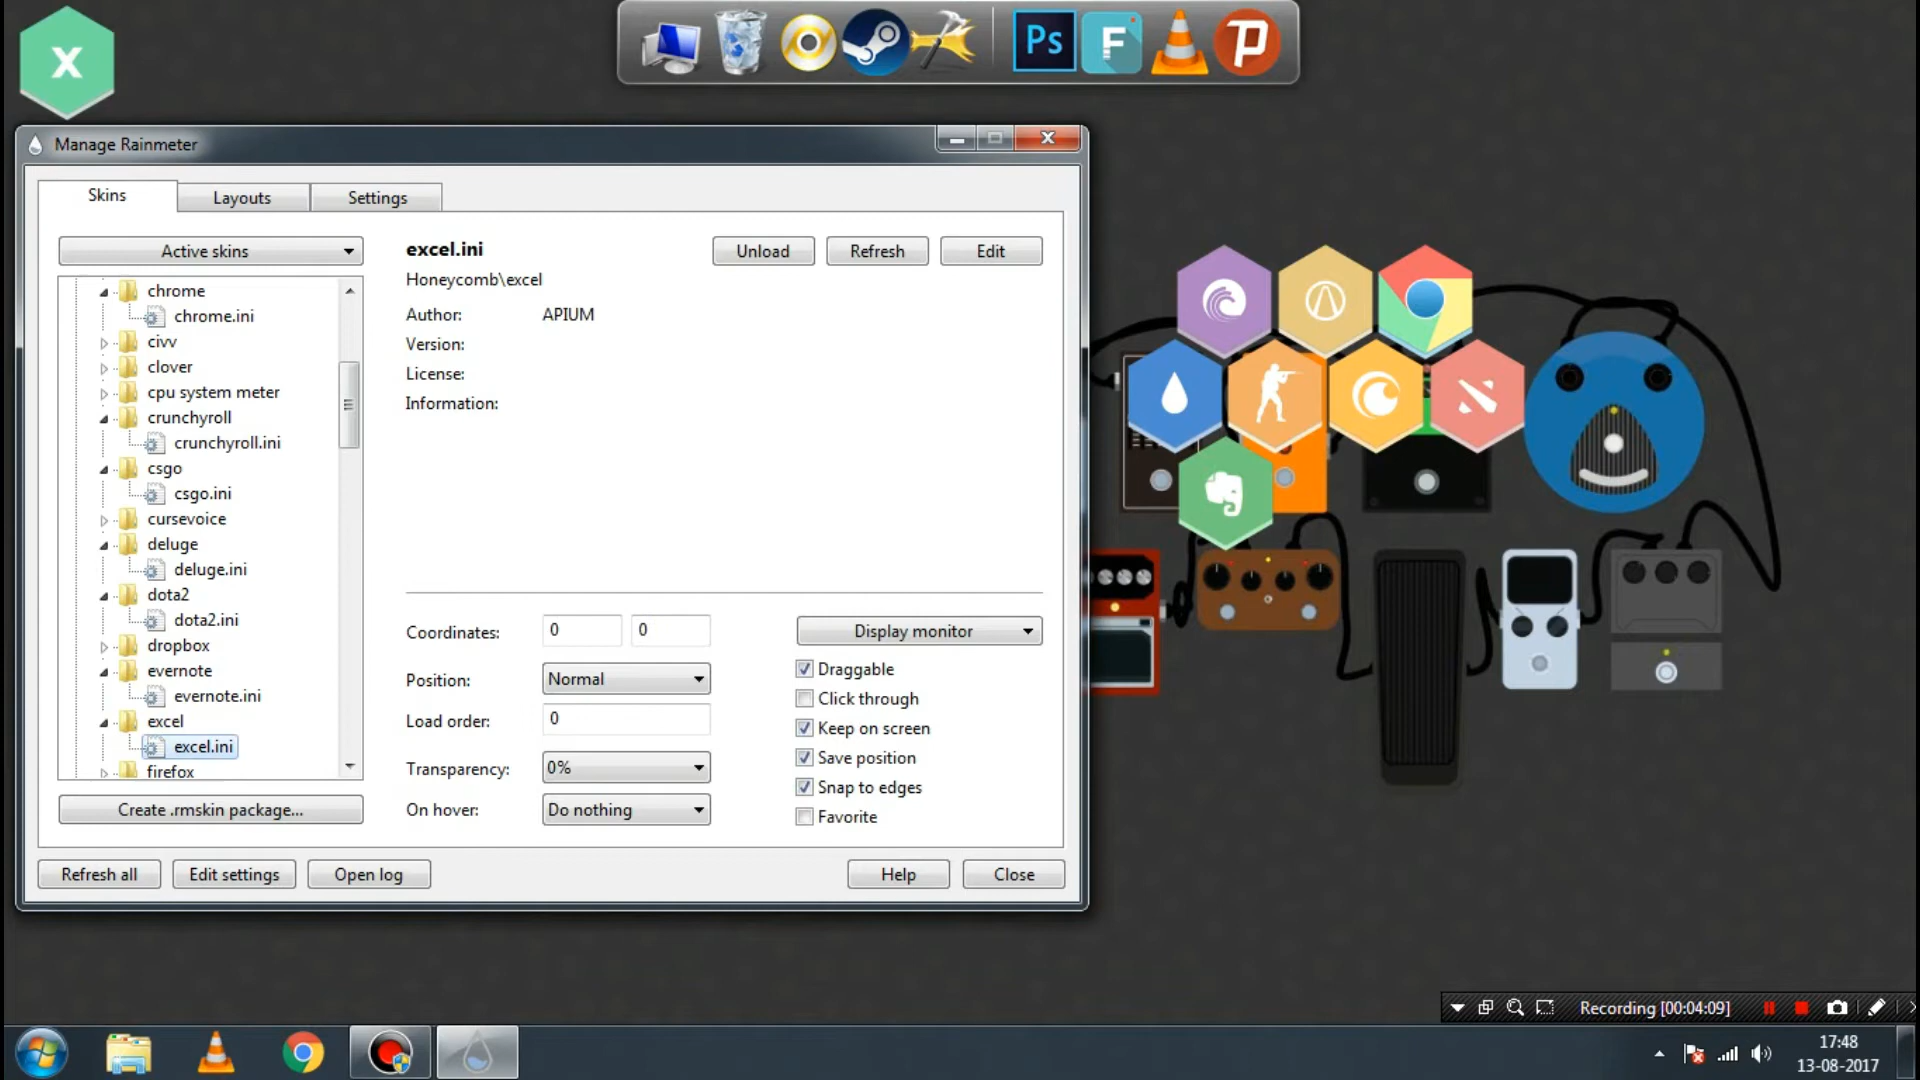 X
Ps
F
Manage Rainmeter
Skins
Layouts
Settings
Active skins
chrome
chrome.ini
civv
clover
cpu system meter
crunchyroll
crunchyroll.ini
csgo
csgo.ini
cursevoice
deluge
deluge.ini
dota2
dota2.ini
dropbox
evernote
evernote.ini
excel
excel.ini
firefox
Create .rmskin package...
excel.ini
Unload
Refresh
Edit
Honeycomb\excel
Author: APIUM
Version:
License:
Information:
Coordinates: 0 0
Display monitor
Position: Normal
Load order: 0
Transparency: 0%
On hover: Do nothing
Draggable
Click through
Keep on screen
Save position
Snap to edges
Favorite
Refresh all
Edit settings
Open log
Help
Close
Recording [00:04:09]
17:48
13-08-2017